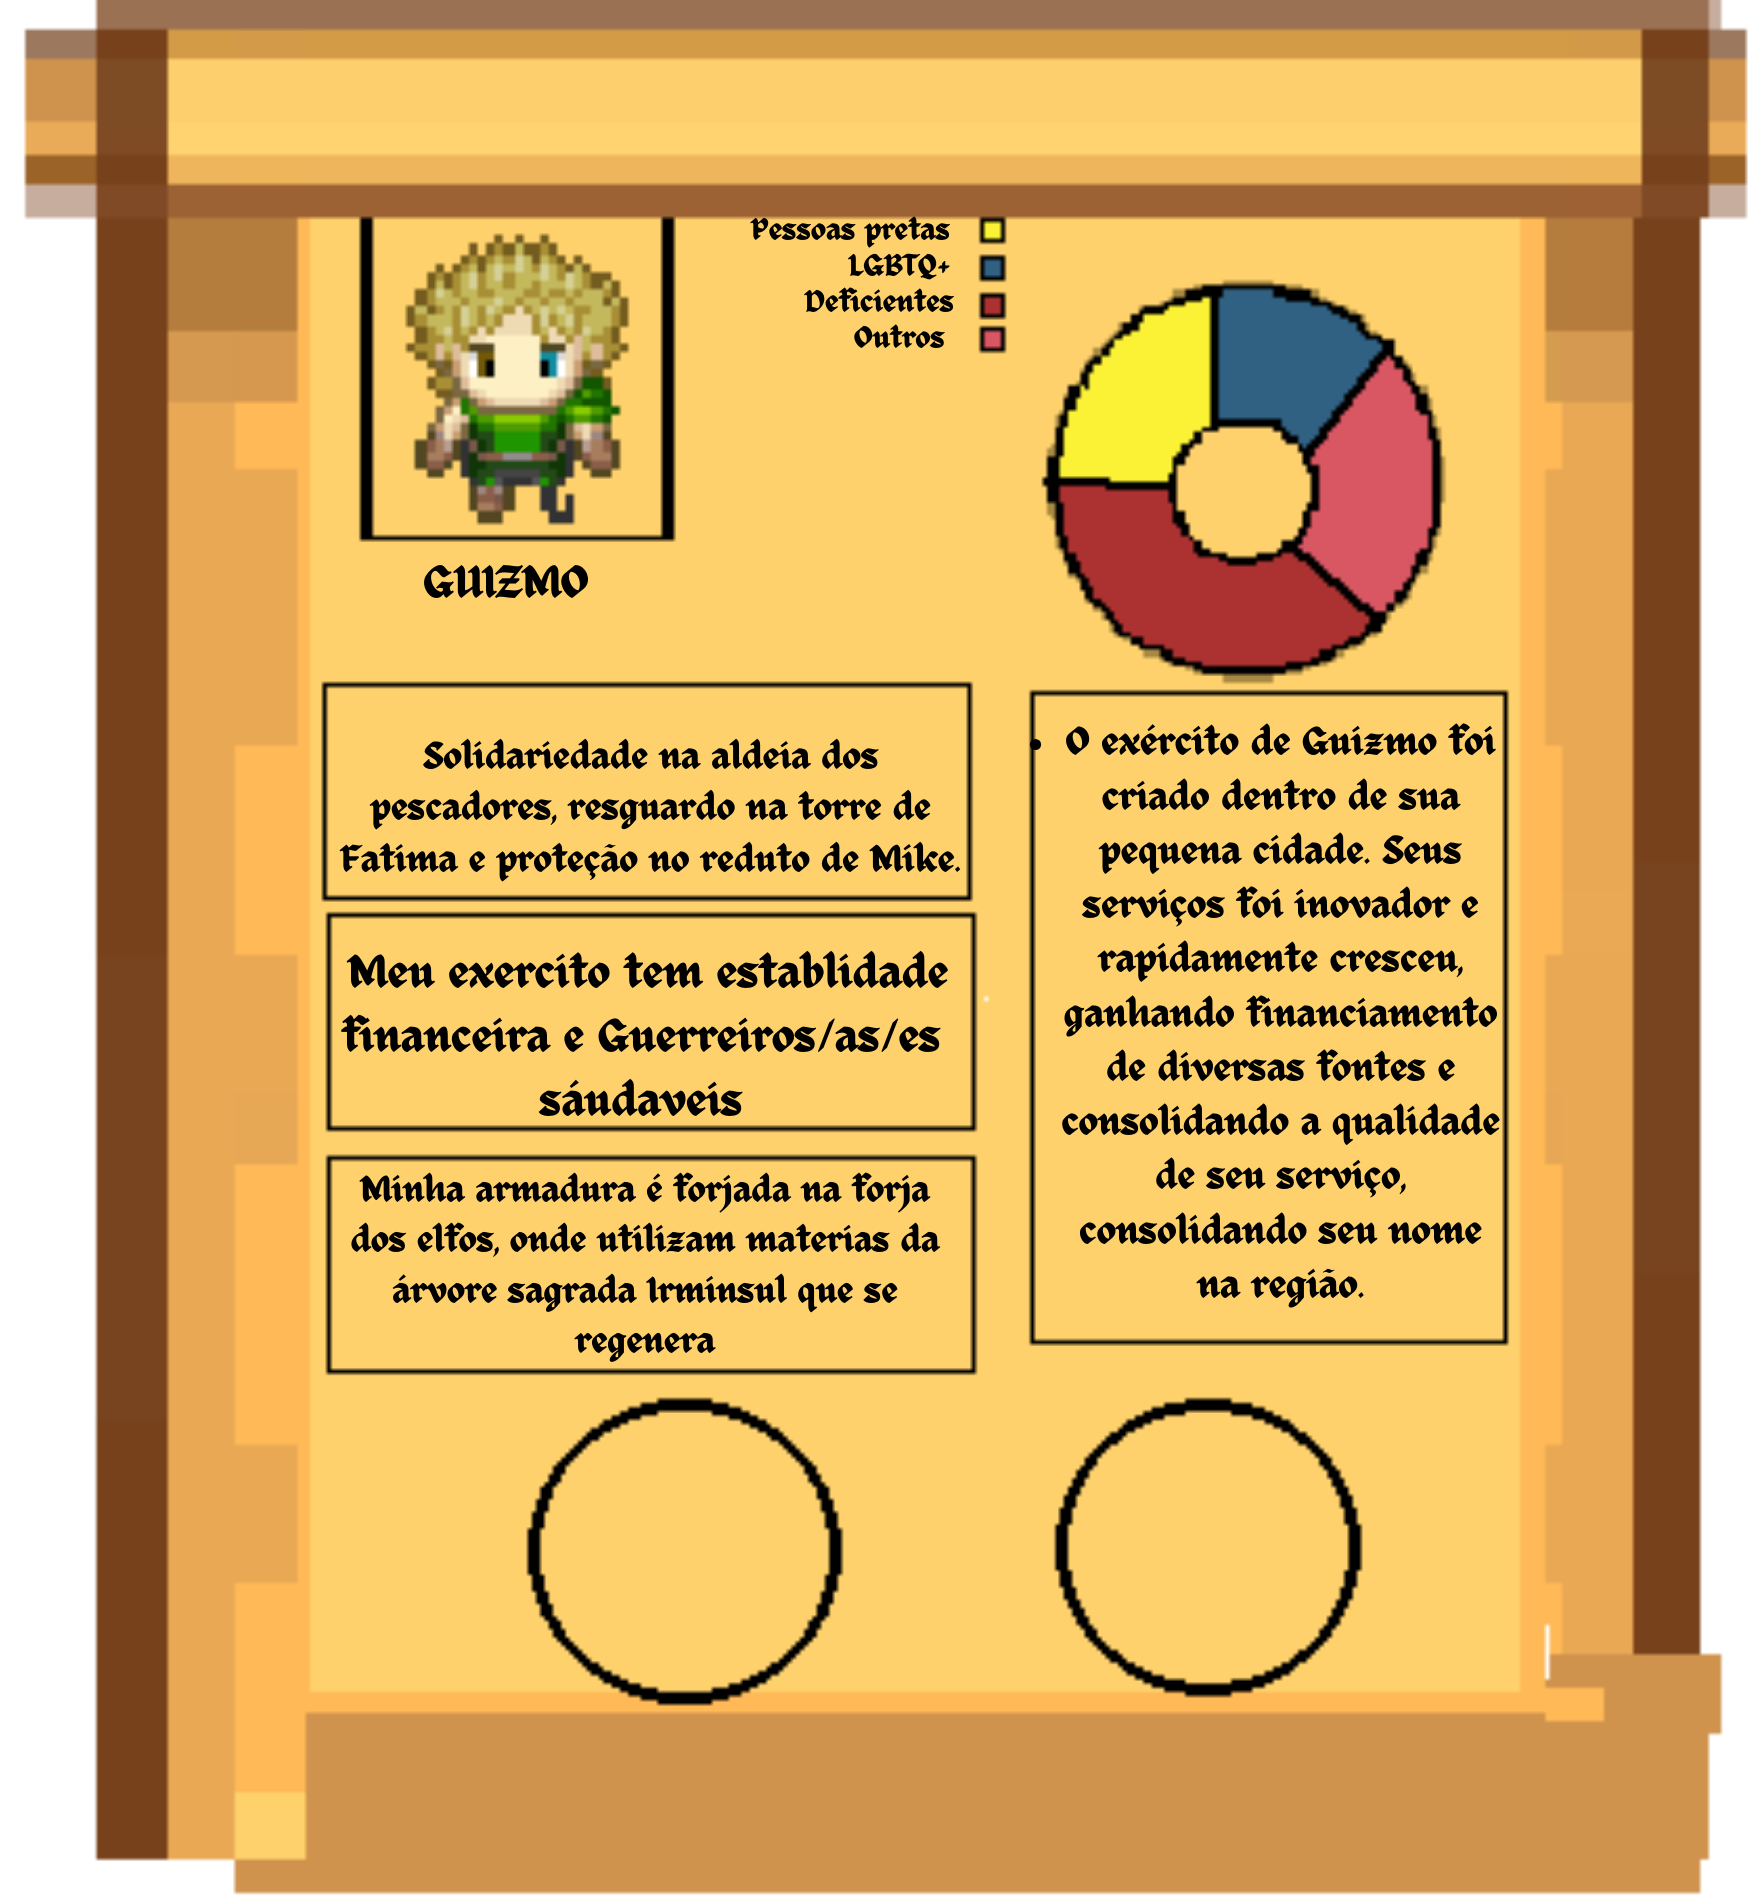 Pessoas pretas
LGBTQ+
Deficientes
Outros
GUIZMO
Solidariedade na aldeia dos
pescadores, resguardo na torre de
Fatima e proteção no reduto de Mike.
Meu exercito tem establidade
financeira e Guerreiros/as/es
sáudaveis
Minha armadura é forjada na forja
dos elfos, onde utilizam materias da
árvore sagrada Irminsul que se
regenera
• O exército de Guizmo foi
criado dentro de sua
pequena cidade. Seus
serviços foi inovador e
rapidamente cresceu,
ganhando financiamento
de diversas fontes e
consolidando a qualidade
de seu serviço,
consolidando seu nome
na região.